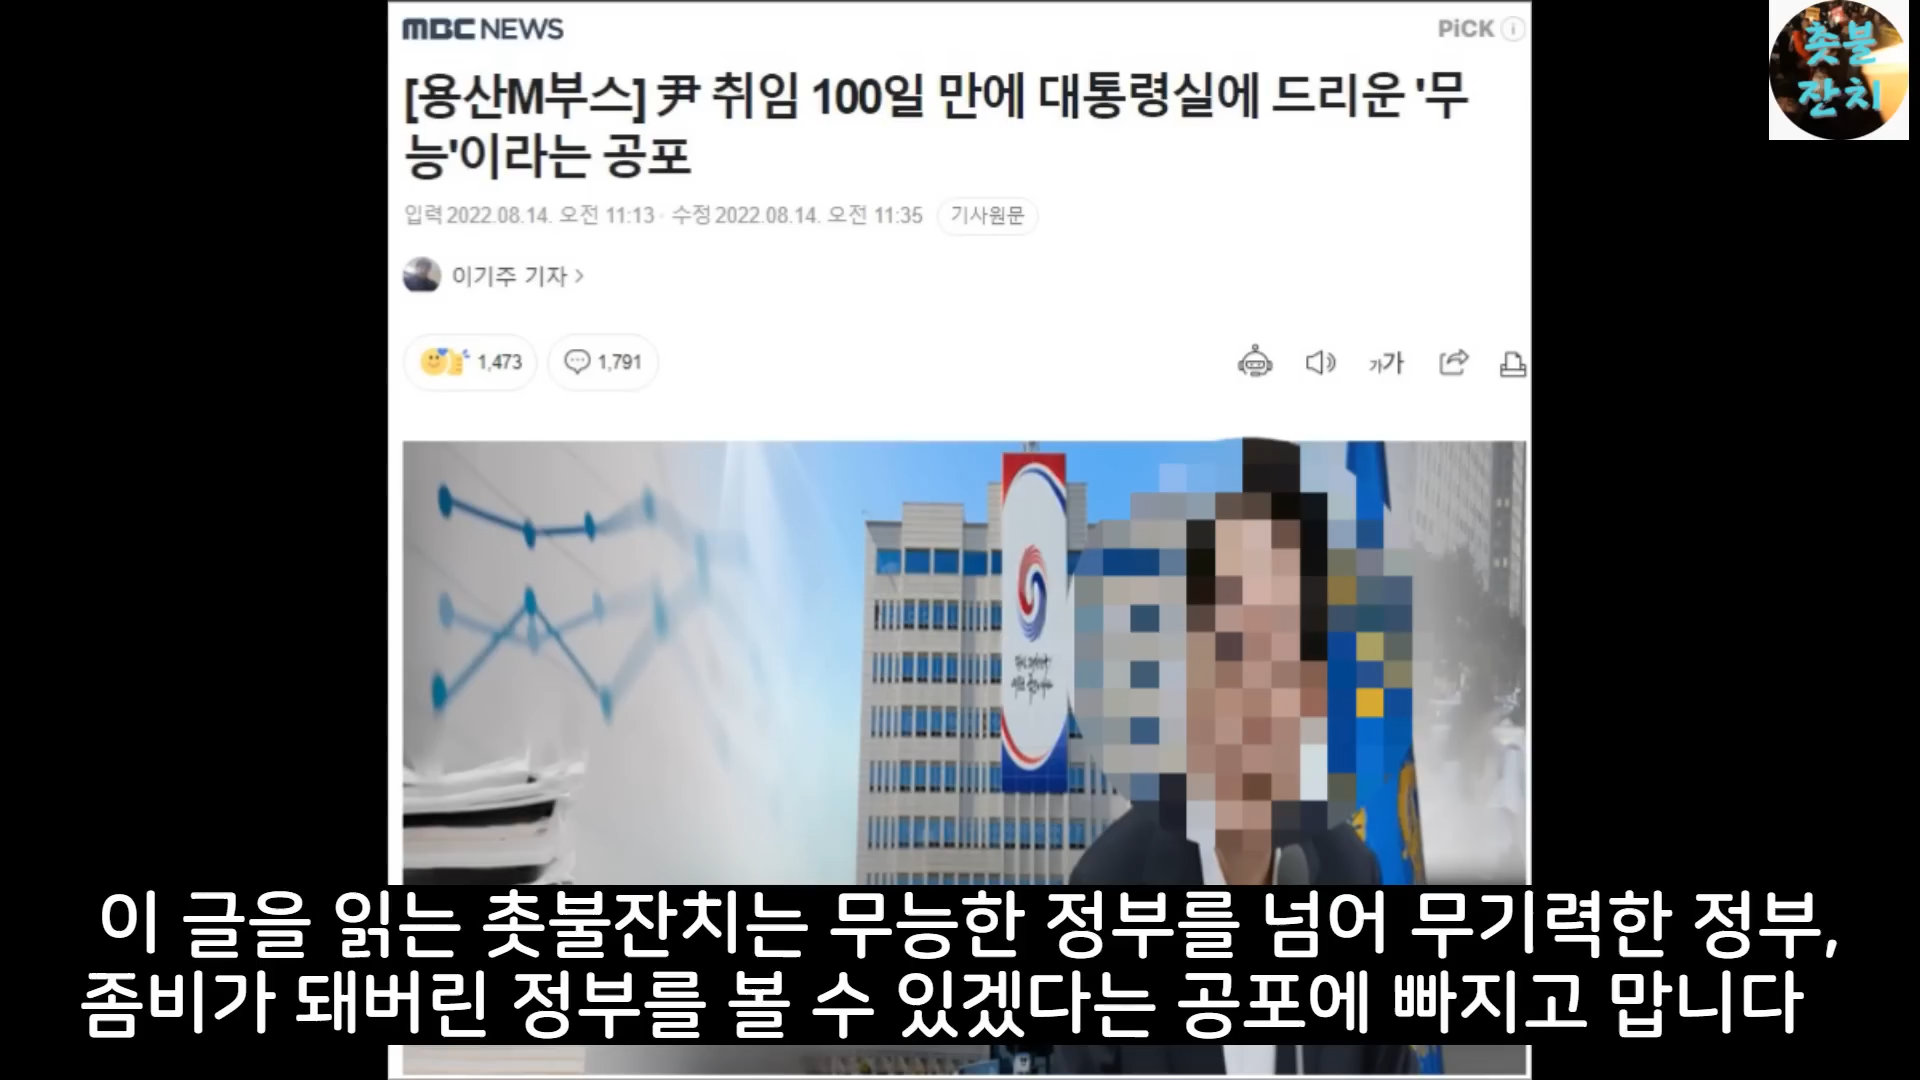 MBC NEWS
PiCK
촛불
잔치
[용산M부스] 尹 취임 100일 만에 대통령실에 드리운 '무
능'이라는 공포
입력 2022.08.14. 오전 11:13 · 수정 2022.08.14. 오전 11:35 기사원문
이기주 기자 >
1,473 1,791
가가
이 글을 읽는 촛불잔치는 무능한 정부를 넘어 무기력한 정부,
좀비가 돼버린 정부를 볼 수 있겠다는 공포에 빠지고 맙니다